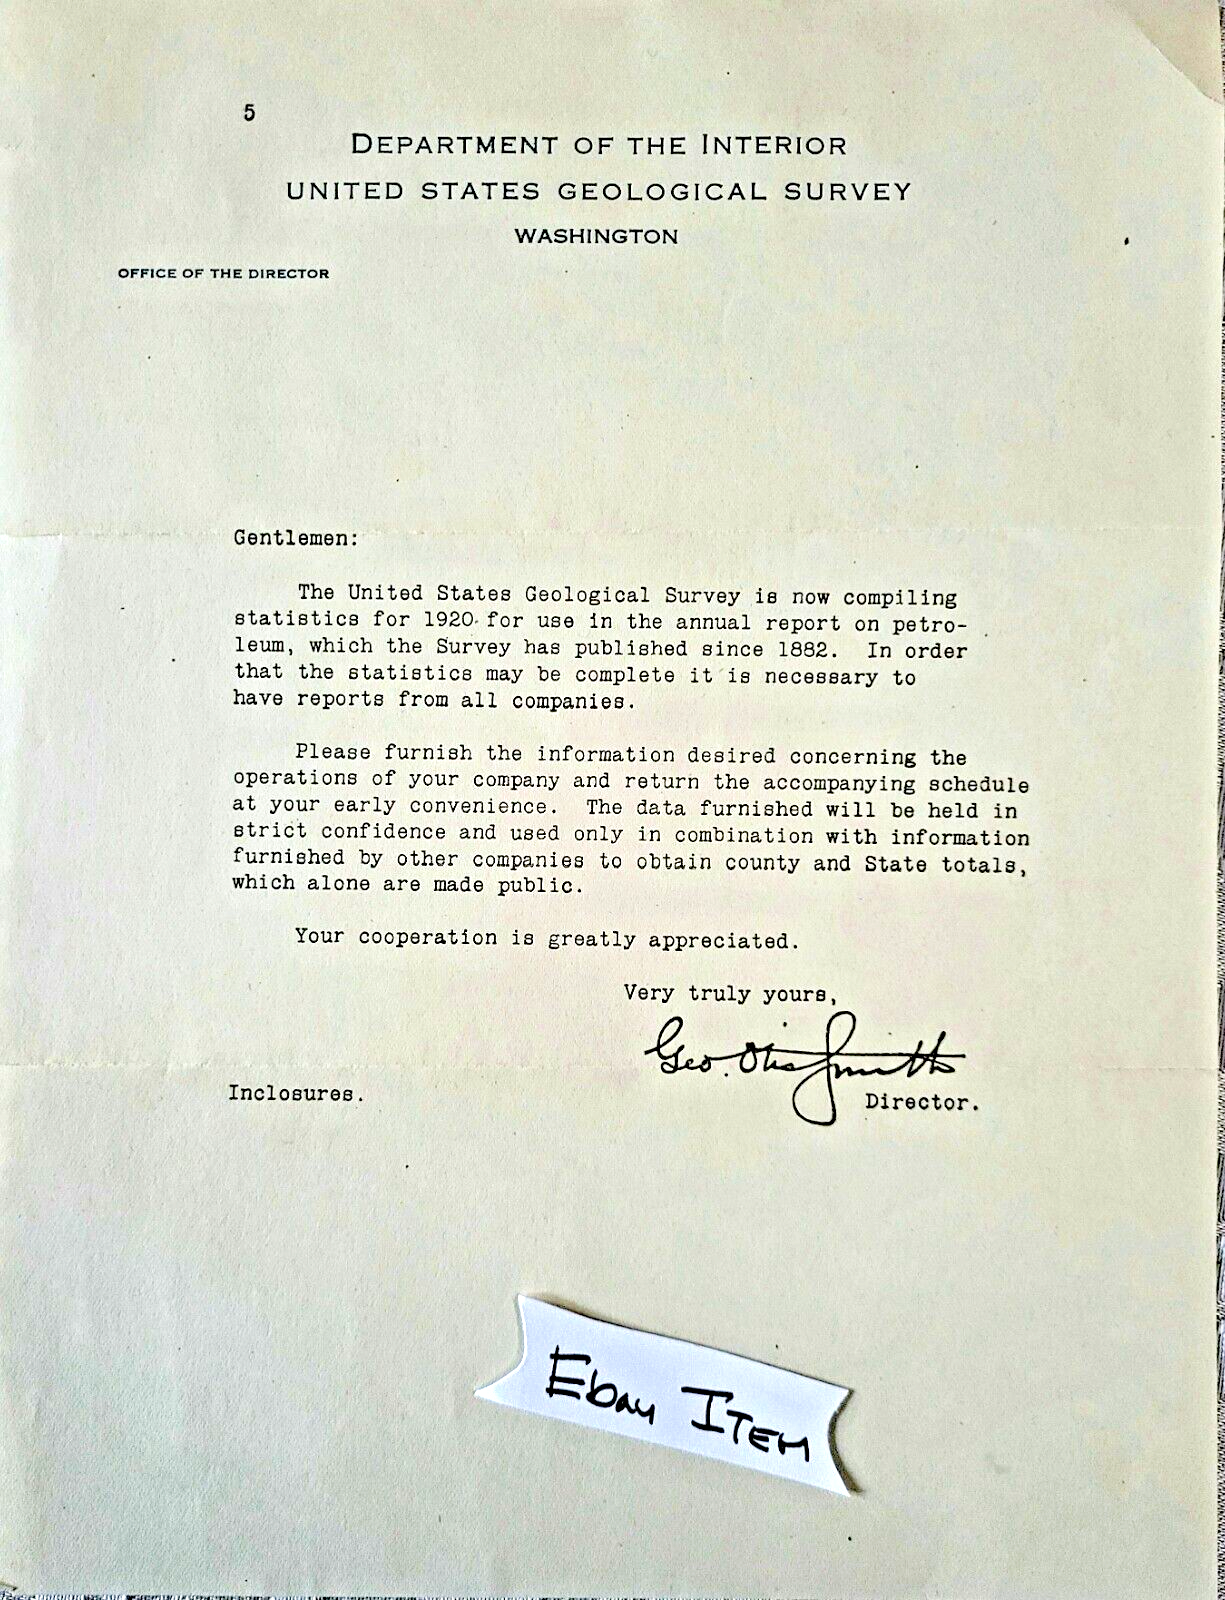 5
DEPARTMENT OF THE INTERIOR
UNITED STATES GEOLOGICAL SURVEY
WASHINGTON
OFFICE OF THE DIRECTOR
Gentlemen:
The United States Geological Survey is now compiling
statistics for 1920 for use in the annual report on petro-
leum, which the Survey has published since 1882. In order
that the statistics may be complete it is necessary to
have reports from all companies.
Please furnish the information desired concerning the
operations of your company and return the accompanying schedule
at your early convenience. The data furnished will be held in
strict confidence and used only in combination with information
furnished by other companies to obtain county and State totals,
which alone are made public.
Your cooperation is greatly appreciated.
Very truly yours,
Geo. Otis Smith
Inclosures.
Director.
Ebay ITEM